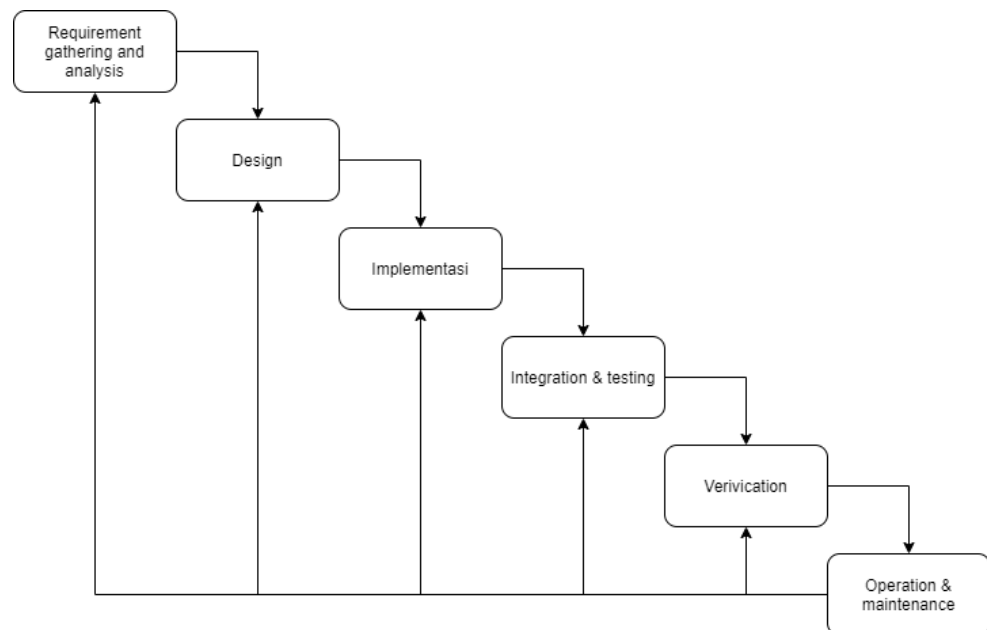 Requirement
gathering and
analysis
Design
Implementasi
Integration & testing
Verivication
Operation &
maintenance